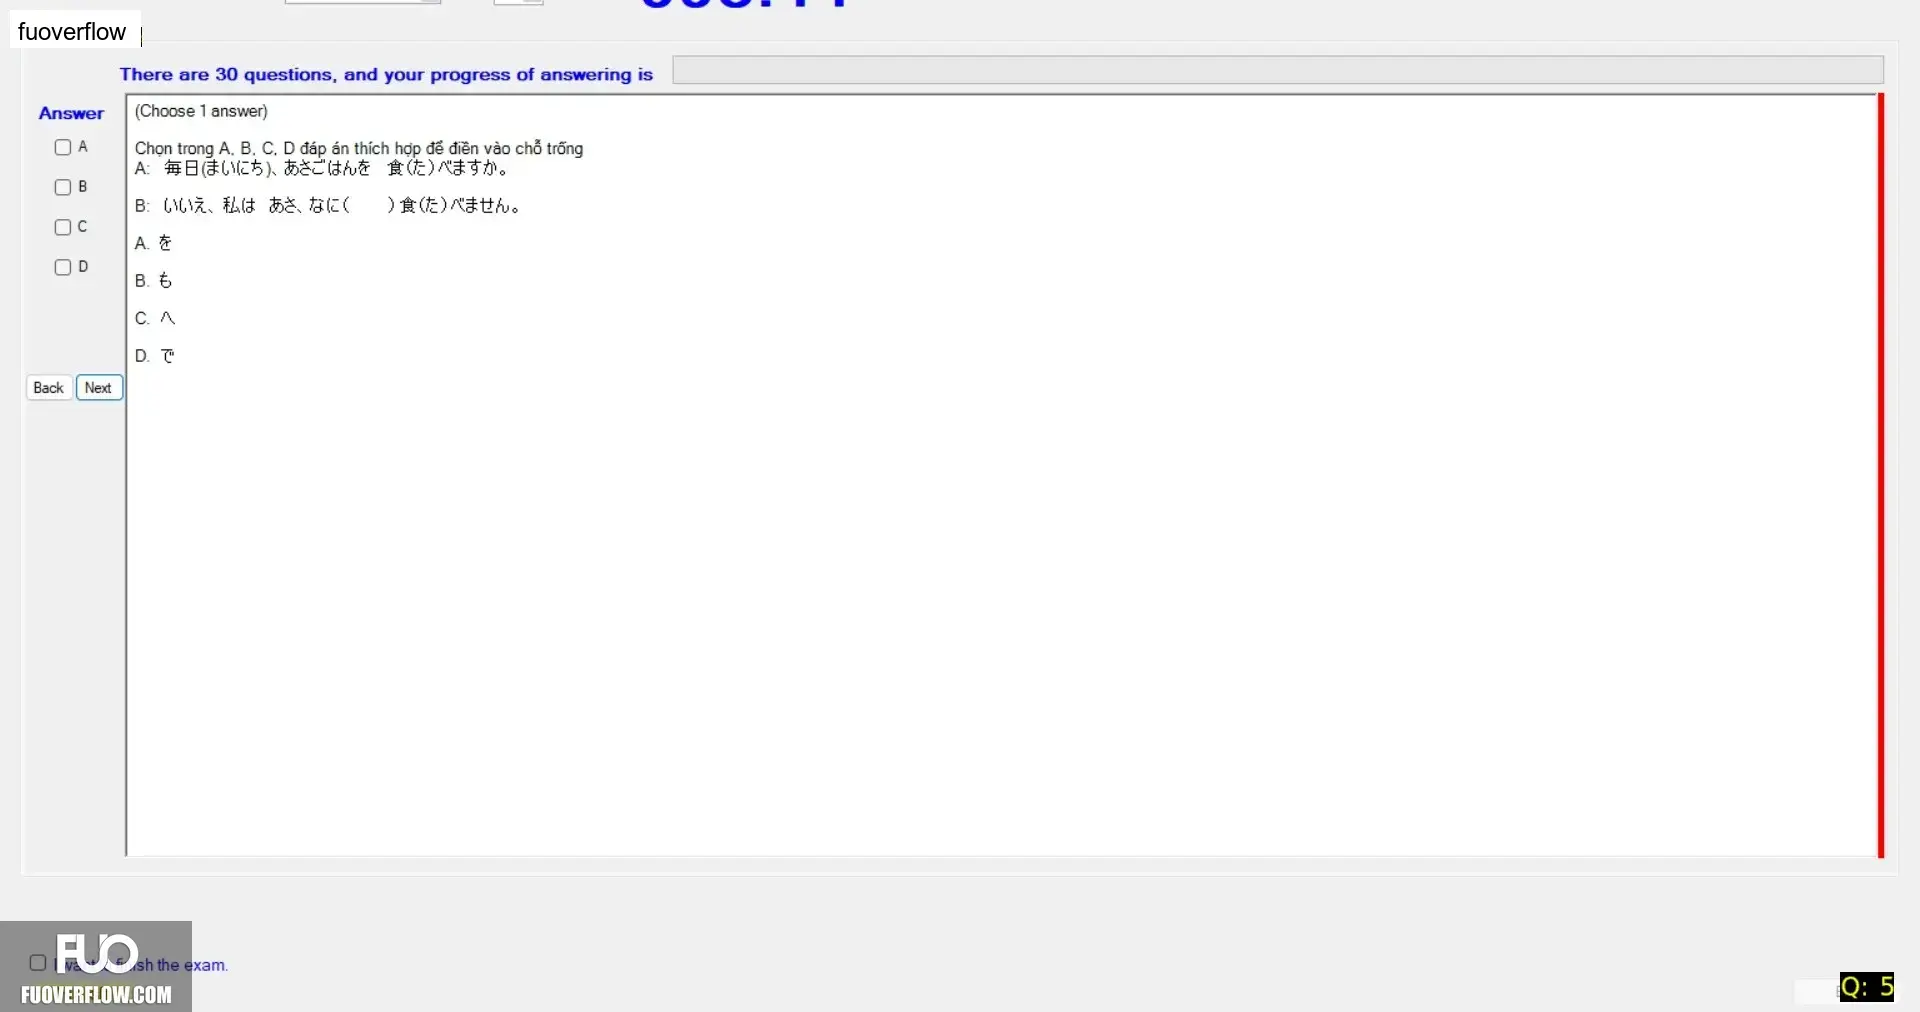 fuoverflow
There are 30 questions, and your progress of answering is
Answer
(Choose 1 answer)
A
B
C
D
Chọn trong A, B, C, D đáp án thích hợp để điền vào chỗ trống
A: 毎日(まいにち)、あさごはんを 食(た)べますか。
B: いいえ、私は あさ、なに( )食(た)べません。
A. を
B. も
C. へ
D. で
Back
Next
FUO
I want finish the exam.
FUOVERFLOW.COM
Q: 5